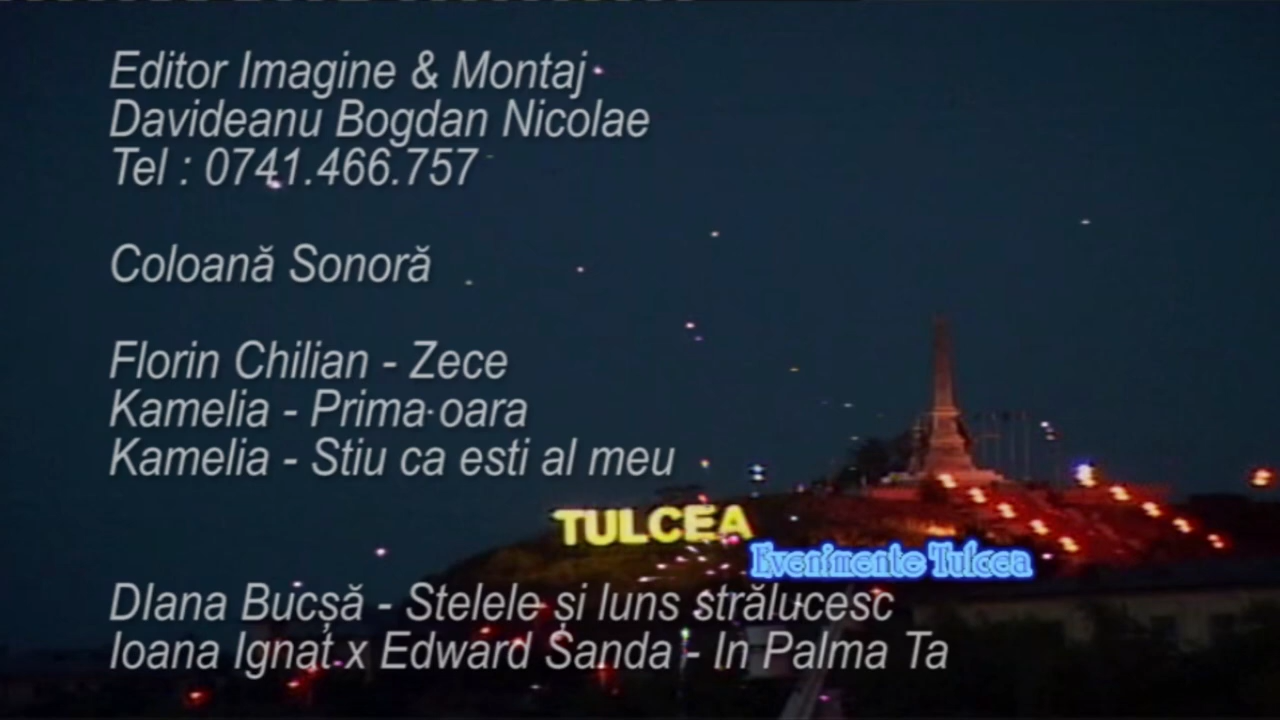 Editor Imagine & Montaj
Davideanu Bogdan Nicolae
Tel : 0741.466.757
Coloană Sonoră
Florin Chilian - Zece
Kamelia - Prima oara
Kamelia - Stiu ca esti al meu
TULCEA
Evenimente Tulcea
DIana Bucșă - Stelele și luns strălucesc
Ioana Ignat x Edward Sanda - In Palma Ta